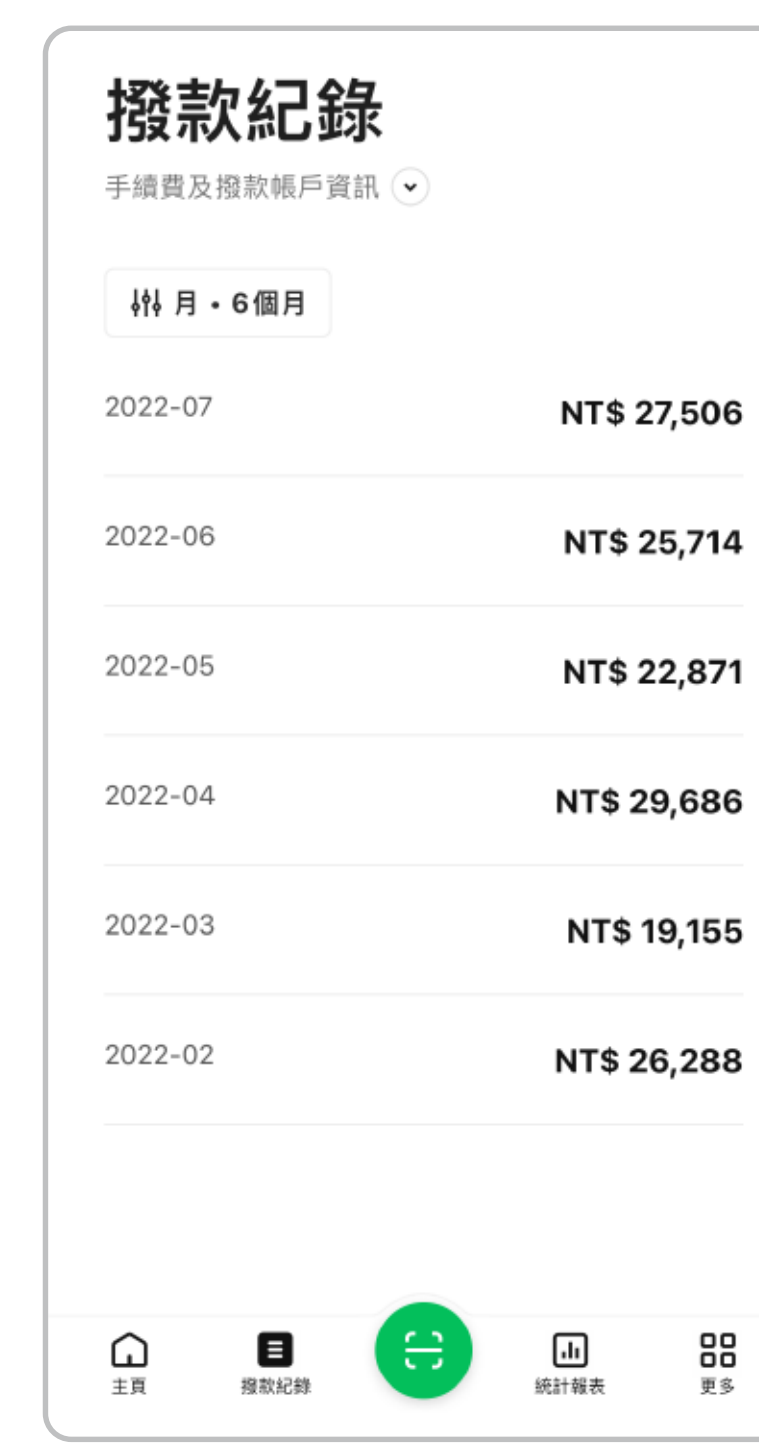 撥款紀錄
手續費及撥款帳戶資訊
月 • 6個月
2022-07 NT$ 27,506
2022-06 NT$ 25,714
2022-05 NT$ 22,871
2022-04 NT$ 29,686
2022-03 NT$ 19,155
2022-02 NT$ 26,288
主頁 撥款紀錄 統計報表 更多